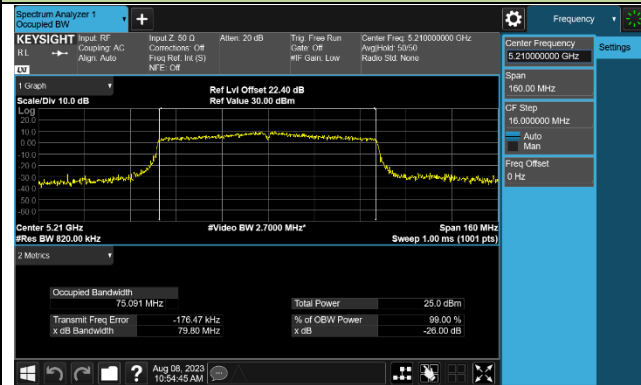 Spectrum Analyzer 1
Occupied BW
Frequency
KEYSIGHT
RL
LXI
Input: RF
Coupling: AC
Align: Auto
Input Z: 50 Ω
Corrections: Off
Freq Ref: Int (S)
NFE: Off
Atten: 20 dB
Trig: Free Run
Gate: Off
#IF Gain: Low
Center Freq: 5.210000000 GHz
Avg|Hold: 50/50
Radio Std: None
Center Frequency
5.210000000 GHz
Settings
Span
160.00 MHz
CF Step
16.000000 MHz
Auto
Man
Freq Offset
0 Hz
1 Graph
Scale/Div 10.0 dB
Ref Lvl Offset 22.40 dB
Ref Value 30.00 dBm
Log
20.0
10.0
0.00
-10.0
-20.0
-30.0
-40.0
-50.0
-60.0
Center 5.21 GHz
#Res BW 820.00 kHz
#Video BW 2.7000 MHz*
Span 160 MHz
Sweep 1.00 ms (1001 pts)
2 Metrics
Occupied Bandwidth
75.091 MHz
Total Power 25.0 dBm
Transmit Freq Error -176.47 kHz
% of OBW Power 99.00 %
x dB Bandwidth 79.80 MHz
x dB -26.00 dB
Aug 08, 2023
10:54:45 AM